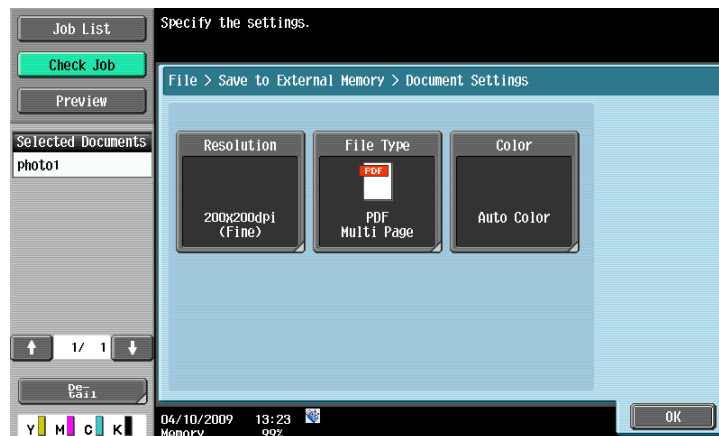 Job List
Check Job
Preview
Selected Documents
photo1
1/ 1
De-
tail
Y M C K
Specify the settings.
File > Save to External Memory > Document Settings
Resolution
200x200dpi
(Fine)
File Type
PDF
PDF
Multi Page
Color
Auto Color
04/10/2009 13:23
Memory 99%
OK